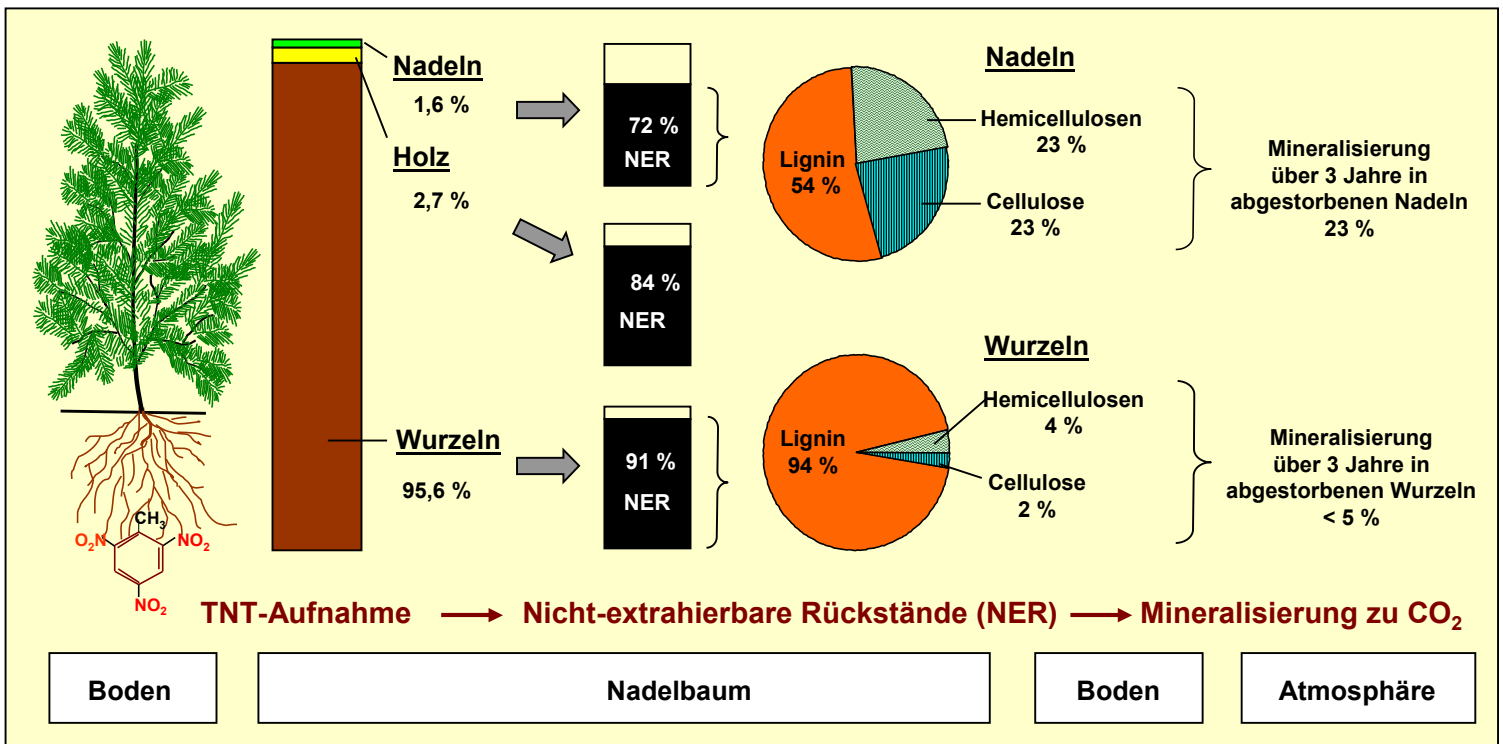 Nadeln
1,6 %
Holz
2,7 %
Wurzeln
95,6 %
72 %
NER
84 %
NER
91 %
NER
Nadeln
Lignin
54 %
Hemicellulosen
23 %
Cellulose
23 %
Mineralisierung
über 3 Jahre in
abgestorbenen Nadeln
23 %
Wurzeln
Lignin
94 %
Hemicellulosen
4 %
Cellulose
2 %
Mineralisierung
über 3 Jahre in
abgestorbenen Wurzeln
< 5 %
CH₃
O₂N
NO₂
NO₂
TNT-Aufnahme → Nicht-extrahierbare Rückstände (NER) → Mineralisierung zu CO₂
Boden
Nadelbaum
Boden
Atmosphäre